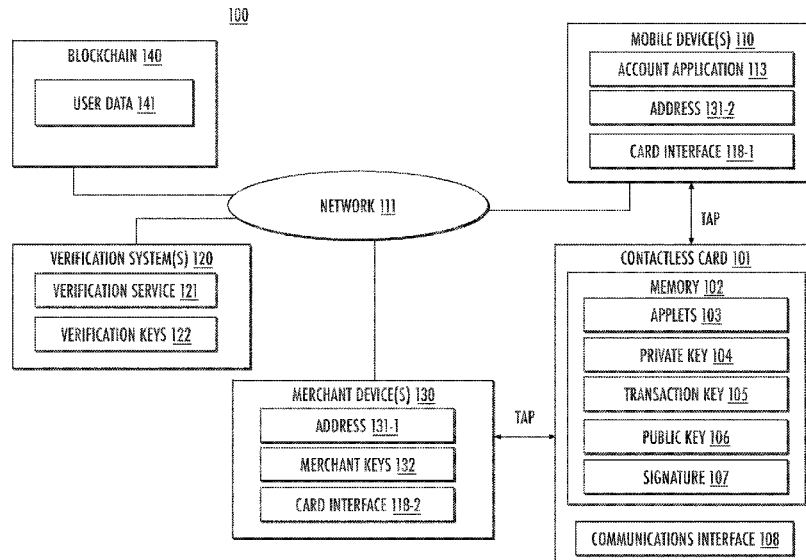 100
BLOCKCHAIN 140
USER DATA 141
MOBILE DEVICE(S) 110
ACCOUNT APPLICATION 113
ADDRESS 131-2
CARD INTERFACE 118-1
NETWORK 111
TAP
VERIFICATION SYSTEM(S) 120
VERIFICATION SERVICE 121
VERIFICATION KEYS 122
CONTACTLESS CARD 101
MEMORY 102
APPLETS 103
PRIVATE KEY 104
TRANSACTION KEY 105
PUBLIC KEY 106
SIGNATURE 107
COMMUNICATIONS INTERFACE 108
MERCHANT DEVICE(S) 130
ADDRESS 131-1
MERCHANT KEYS 132
CARD INTERFACE 118-2
TAP